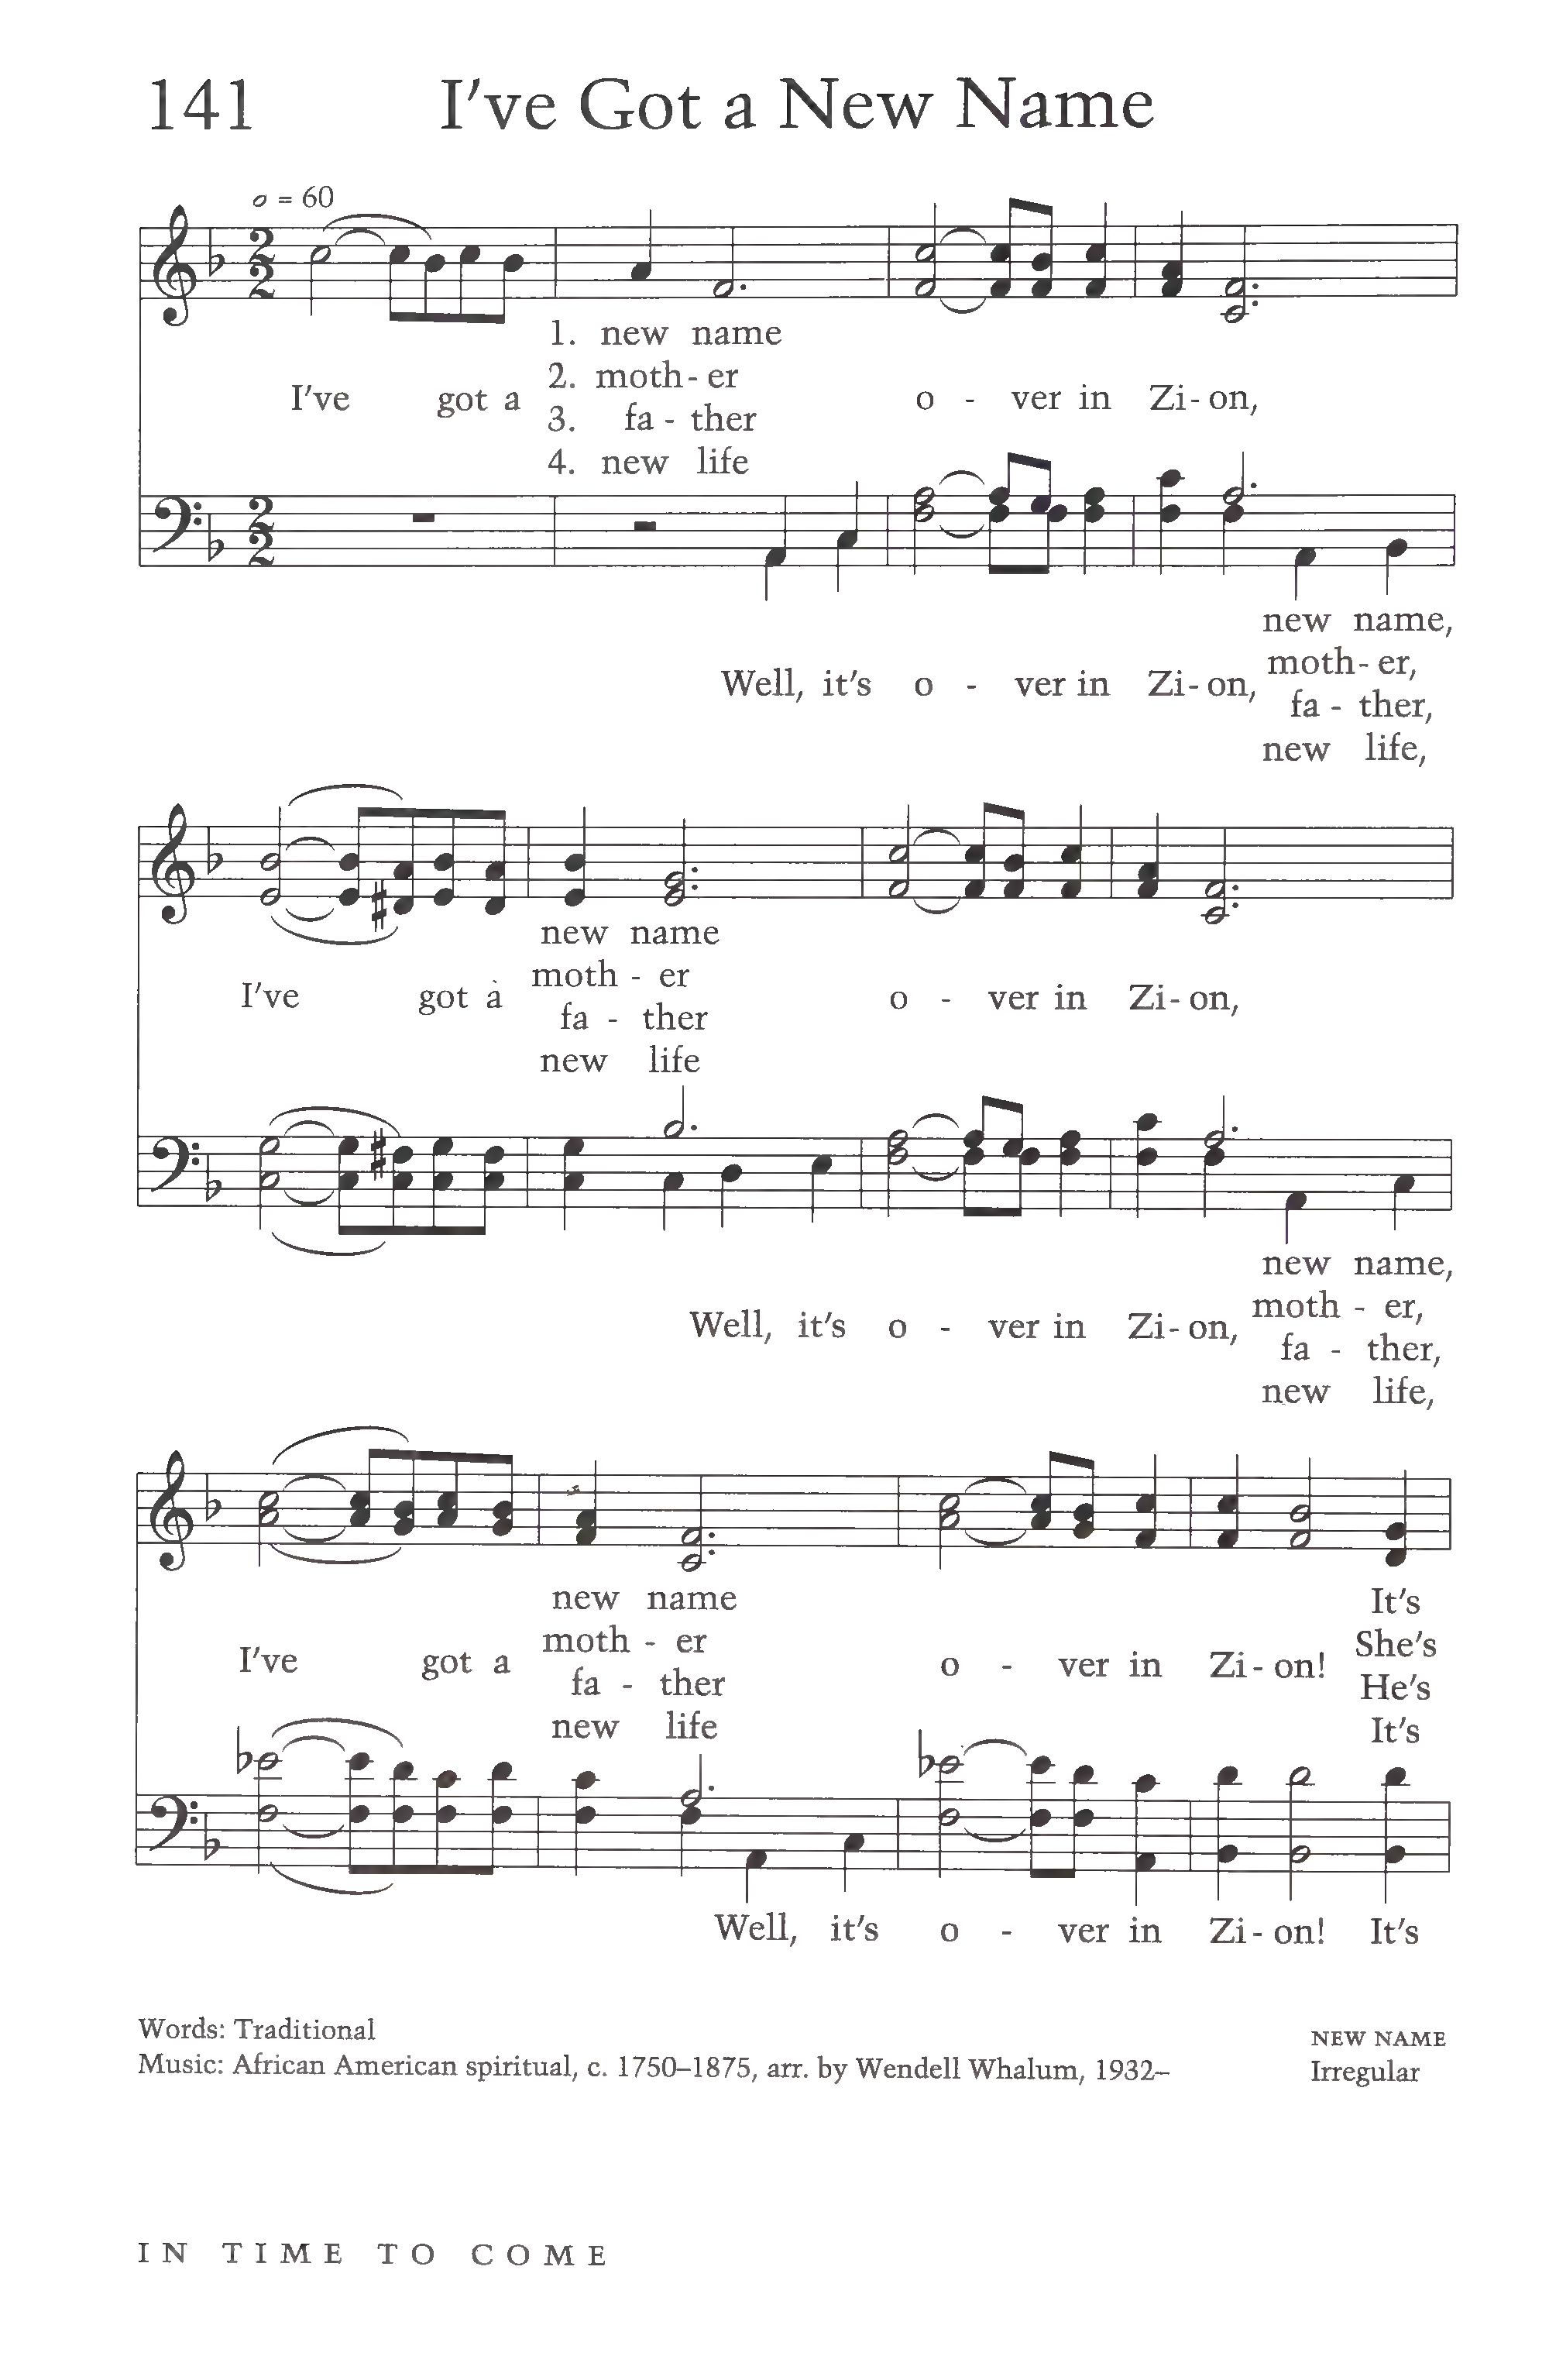 141 I've Got a New Name
𝅗𝅥 = 60
1. new name
2. moth- er
I've got a o - ver in Zi- on,
3. fa - ther
4. new life
new name,
moth- er,
Well, it's o - ver in Zi- on,
fa - ther,
new life,
new name
moth - er
I've got a o - ver in Zi- on,
fa - ther
new life
new name,
moth - er,
Well, it's o - ver in Zi- on,
fa - ther,
new life,
new name It's
moth - er She's
I've got a o - ver in Zi- on!
fa - ther He's
new life It's
Well, it's o - ver in Zi- on! It's
Words: Traditional
Music: African American spiritual, c. 1750–1875, arr. by Wendell Whalum, 1932–
NEW NAME
Irregular
IN TIME TO COME